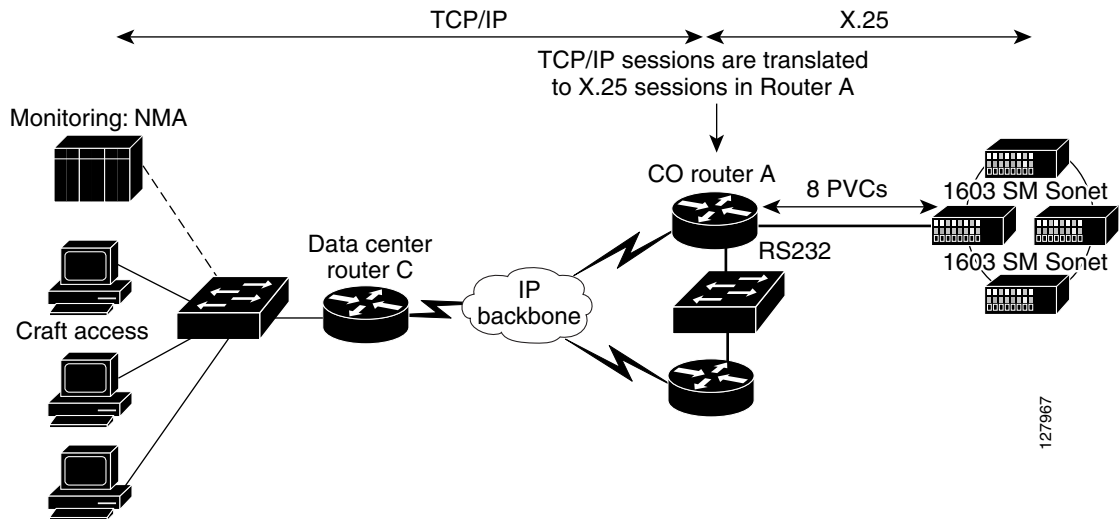 TCP/IP
X.25
TCP/IP sessions are translated
to X.25 sessions in Router A
Monitoring: NMA
CO router A
8 PVCs
1603 SM Sonet
Data center
router C
RS232
1603 SM Sonet
IP
backbone
Craft access
127967